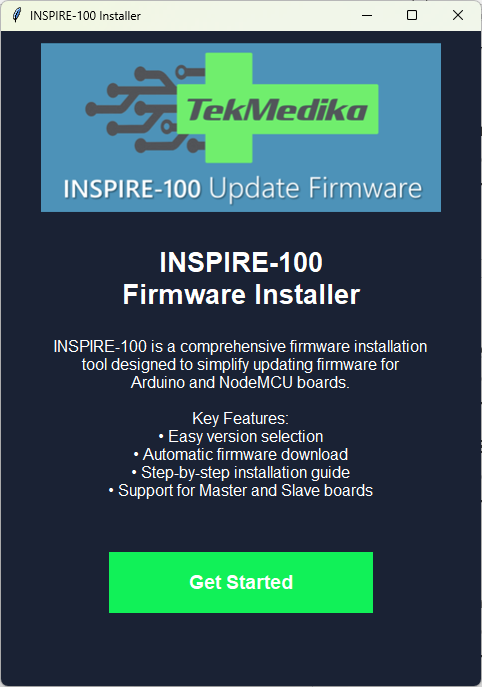 INSPIRE-100 Installer
TekMedika
INSPIRE-100 Update Firmware
INSPIRE-100
Firmware Installer
INSPIRE-100 is a comprehensive firmware installation
tool designed to simplify updating firmware for
Arduino and NodeMCU boards.
Key Features:
• Easy version selection
• Automatic firmware download
• Step-by-step installation guide
• Support for Master and Slave boards
Get Started